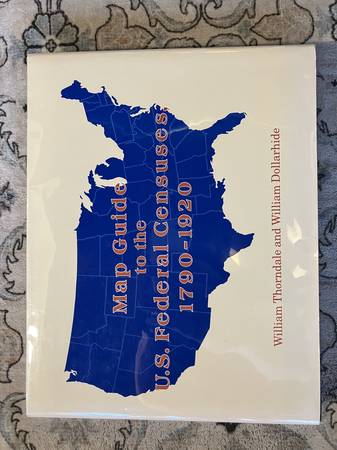 Map Guide
to the
U.S. Federal Censuses,
1790-1920
William Thorndale and William Dollarhide